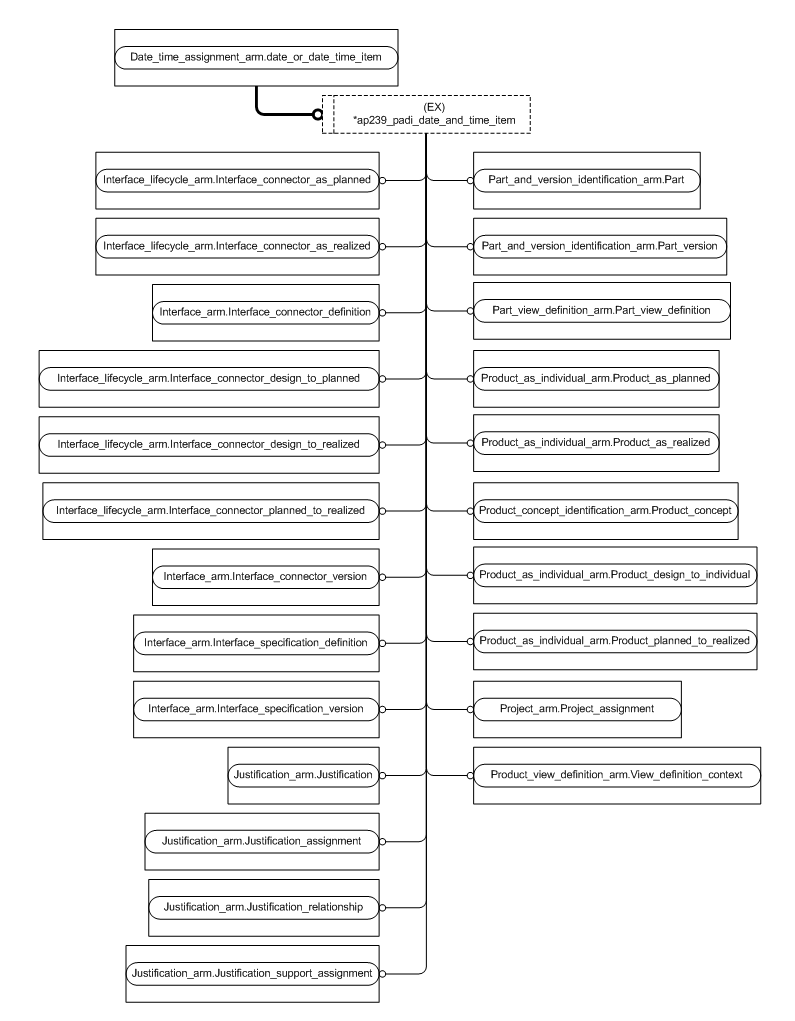 Date_time_assignment_arm.date_or_date_time_item
(EX)
*ap239_padi_date_and_time_item
Interface_lifecycle_arm.Interface_connector_as_planned
Part_and_version_identification_arm.Part
Interface_lifecycle_arm.Interface_connector_as_realized
Part_and_version_identification_arm.Part_version
Interface_arm.Interface_connector_definition
Part_view_definition_arm.Part_view_definition
Interface_lifecycle_arm.Interface_connector_design_to_planned
Product_as_individual_arm.Product_as_planned
Interface_lifecycle_arm.Interface_connector_design_to_realized
Product_as_individual_arm.Product_as_realized
Interface_lifecycle_arm.Interface_connector_planned_to_realized
Product_concept_identification_arm.Product_concept
Interface_arm.Interface_connector_version
Product_as_individual_arm.Product_design_to_individual
Interface_arm.Interface_specification_definition
Product_as_individual_arm.Product_planned_to_realized
Interface_arm.Interface_specification_version
Project_arm.Project_assignment
Justification_arm.Justification
Product_view_definition_arm.View_definition_context
Justification_arm.Justification_assignment
Justification_arm.Justification_relationship
Justification_arm.Justification_support_assignment